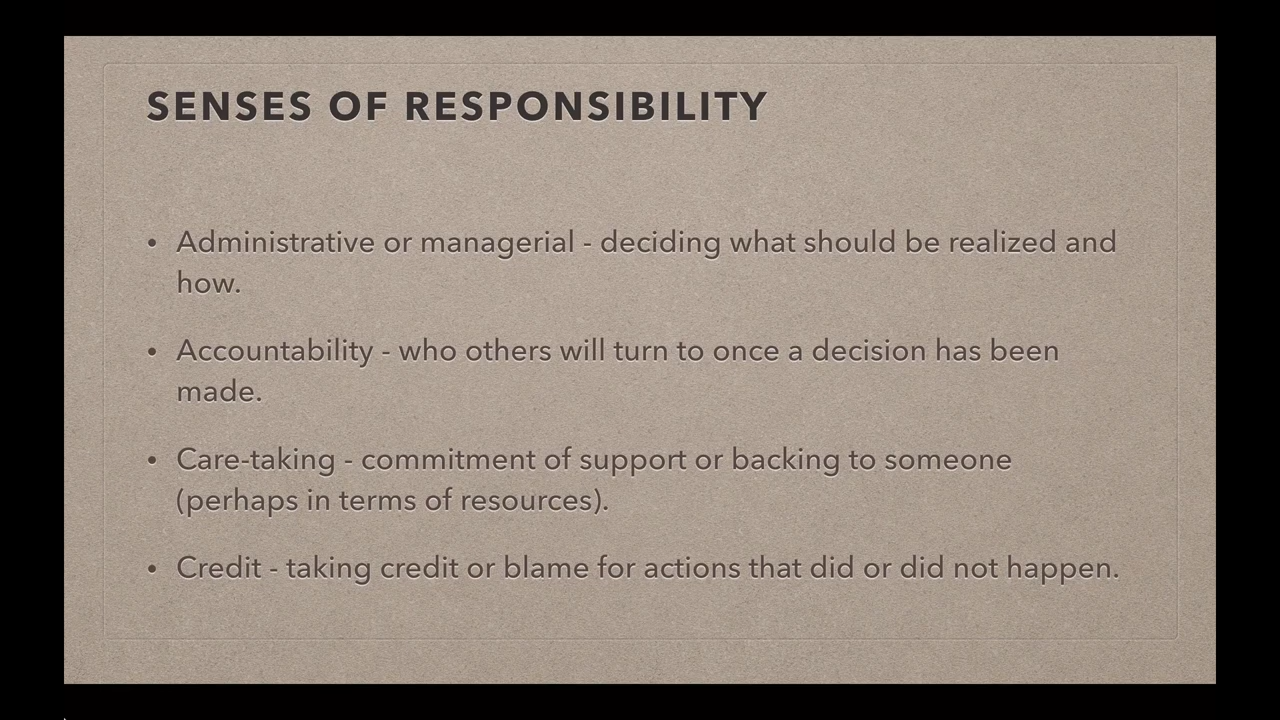 SENSES OF RESPONSIBILITY
• Administrative or managerial - deciding what should be realized and
how.
• Accountability - who others will turn to once a decision has been
made.
• Care-taking - commitment of support or backing to someone
(perhaps in terms of resources).
• Credit - taking credit or blame for actions that did or did not happen.